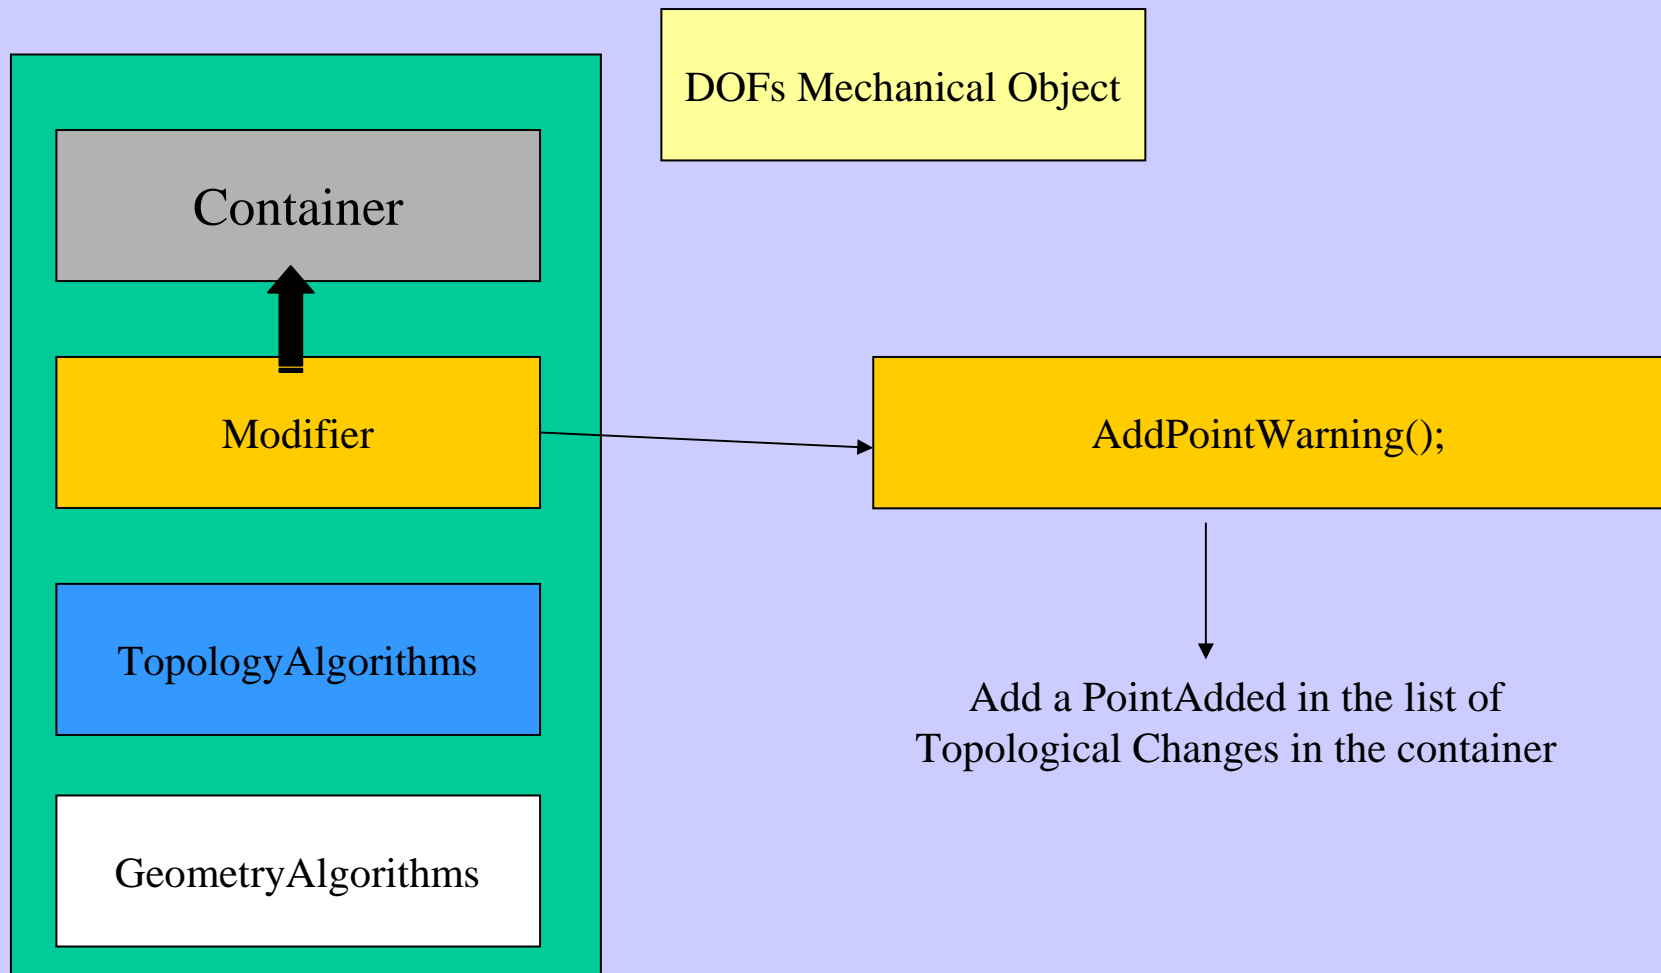 DOFs Mechanical Object
Container
Modifier
AddPointWarning();
TopologyAlgorithms
Add a PointAdded in the list of
Topological Changes in the container
GeometryAlgorithms